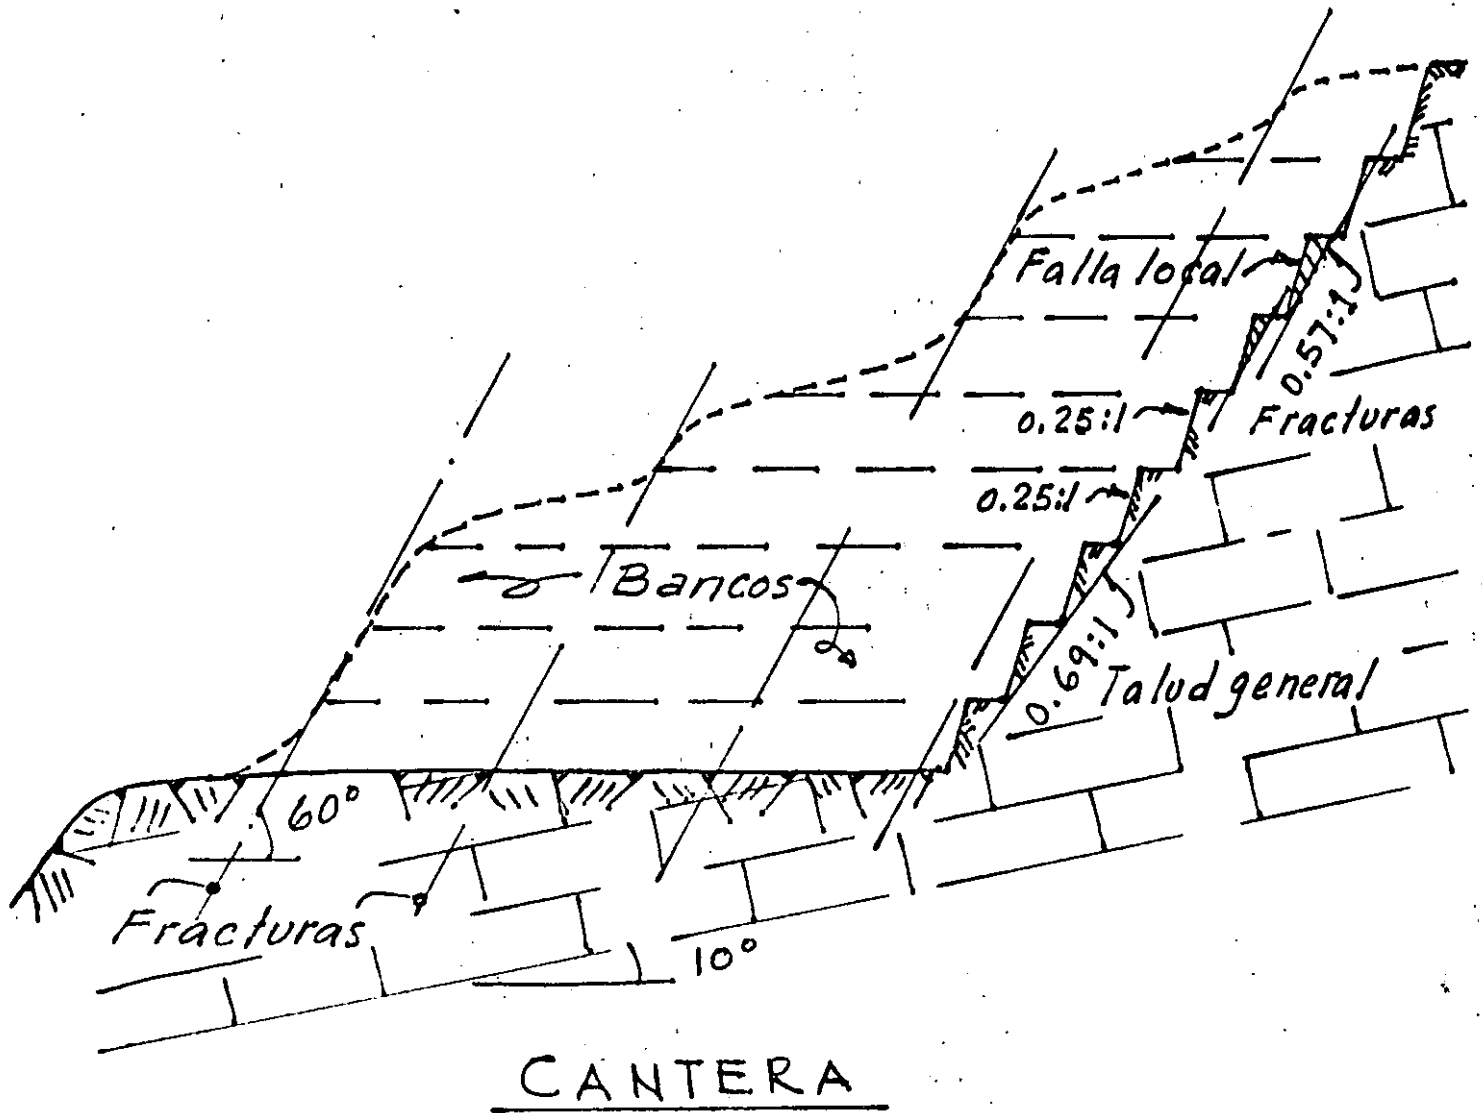 Falla local
0.57:1
0.25:1
Fracturas
0.25:1
Bancos
0.69:1
Talud general
60°
Fracturas
10°
CANTERA